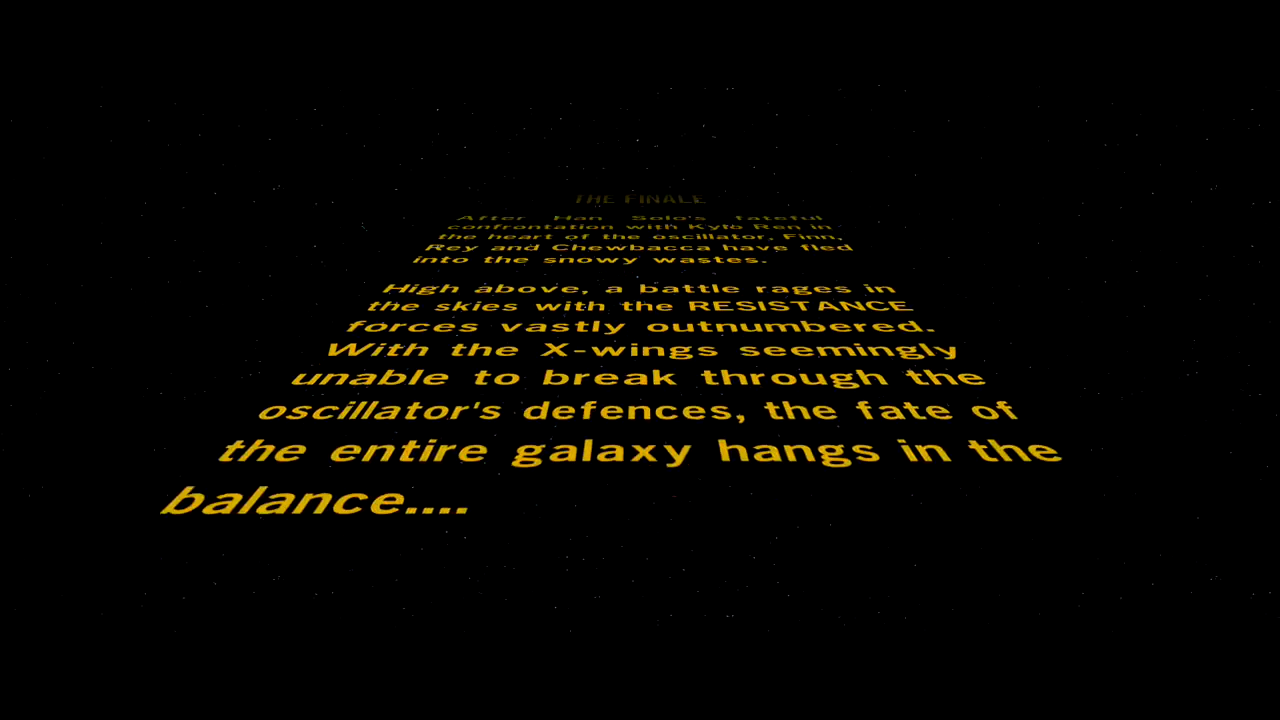 THE FINALE
After Han Solo's fateful
confrontation with Kylo Ren in
the heart of the oscillator, Finn,
Rey and Chewbacca have fled
into the snowy wastes.
High above, a battle rages in
the skies with the RESISTANCE
forces vastly outnumbered.
With the X-wings seemingly
unable to break through the
oscillator's defences, the fate of
the entire galaxy hangs in the
balance....